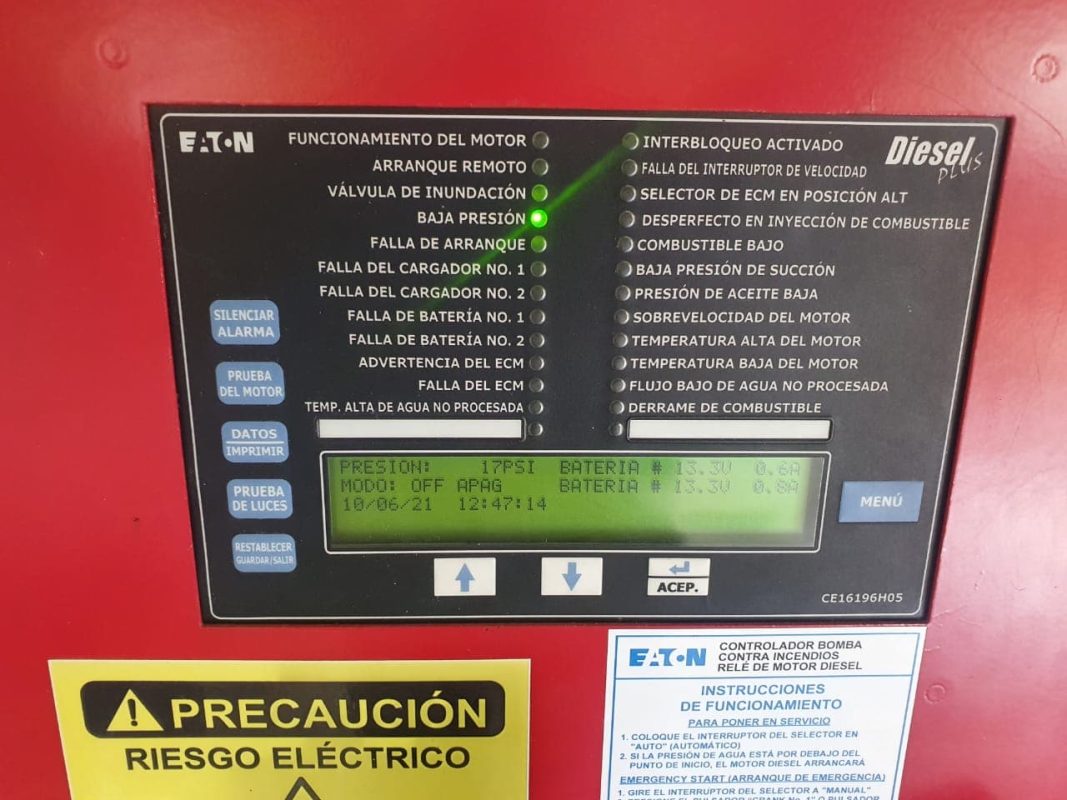 EATON
Diesel PLUS
FUNCIONAMIENTO DEL MOTOR
ARRANQUE REMOTO
VÁLVULA DE INUNDACIÓN
BAJA PRESIÓN
FALLA DE ARRANQUE
FALLA DEL CARGADOR NO. 1
FALLA DEL CARGADOR NO. 2
FALLA DE BATERÍA NO. 1
FALLA DE BATERÍA NO. 2
ADVERTENCIA DEL ECM
FALLA DEL ECM
TEMP. ALTA DE AGUA NO PROCESADA
INTERBLOQUEO ACTIVADO
FALLA DEL INTERRUPTOR DE VELOCIDAD
SELECTOR DE ECM EN POSICIÓN ALT
DESPERFECTO EN INYECCIÓN DE COMBUSTIBLE
COMBUSTIBLE BAJO
BAJA PRESIÓN DE SUCCIÓN
PRESIÓN DE ACEITE BAJA
SOBREVELOCIDAD DEL MOTOR
TEMPERATURA ALTA DEL MOTOR
TEMPERATURA BAJA DEL MOTOR
FLUJO BAJO DE AGUA NO PROCESADA
DERRAME DE COMBUSTIBLE
SILENCIAR
ALARMA
PRUEBA
DEL MOTOR
DATOS
IMPRIMIR
PRUEBA
DE LUCES
RESTABLECER
GUARDAR/SALIR
PRESION: 17PSI BATERIA # 13.3V 0.6A
MODO: OFF APAG BATERIA # 13.3V 0.8A
10/06/21 12:47:14
MENÚ
ACEP.
CE16196H05
PRECAUCIÓN
RIESGO ELÉCTRICO
EATON
CONTROLADOR BOMBA
CONTRA INCENDIOS
RELÉ DE MOTOR DIESEL
INSTRUCCIONES
DE FUNCIONAMIENTO
PARA PONER EN SERVICIO
1. COLOQUE EL INTERRUPTOR DEL SELECTOR EN
"AUTO" (AUTOMÁTICO)
2. SI LA PRESIÓN DE AGUA ESTÁ POR DEBAJO DEL
PUNTO DE INICIO, EL MOTOR DIESEL ARRANCARÁ
EMERGENCY START (ARRANQUE DE EMERGENCIA)
1. GIRE EL INTERRUPTOR DEL SELECTOR A "MANUAL"